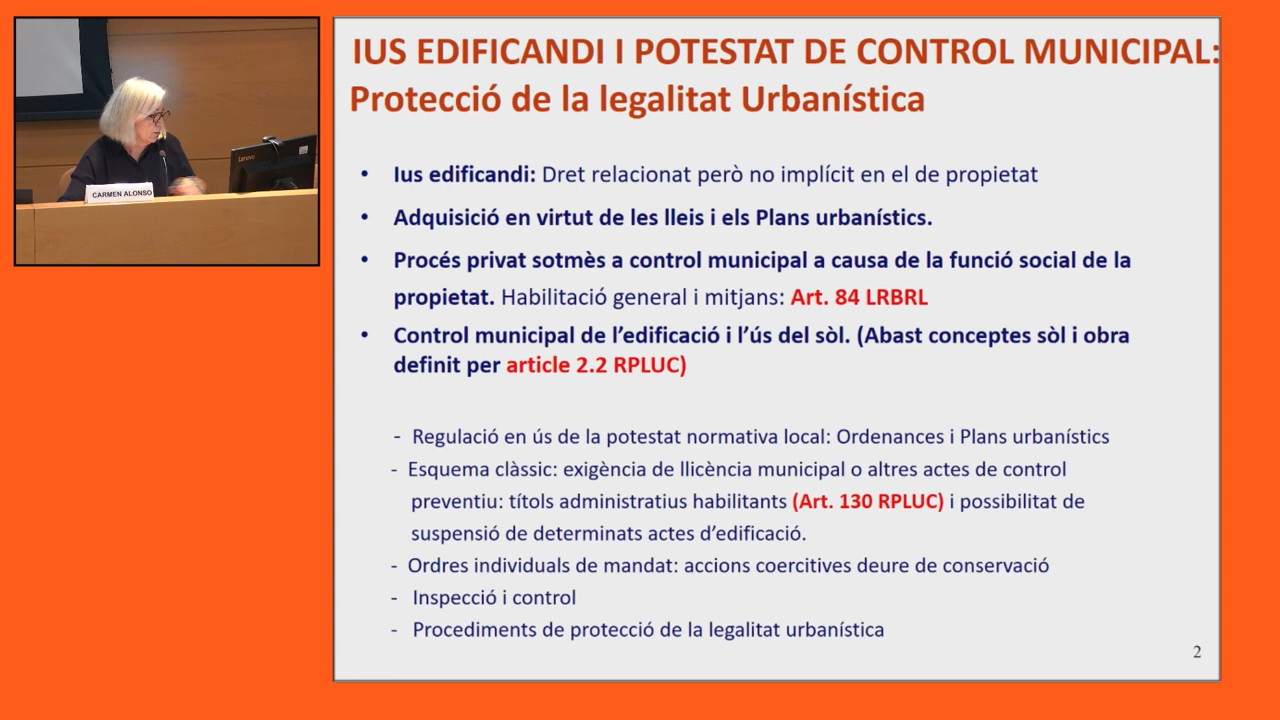 Lenovo
CARMEN ALONSO
IUS EDIFICANDI I POTESTAT DE CONTROL MUNICIPAL:
Protecció de la legalitat Urbanística
• Ius edificandi: Dret relacionat però no implícit en el de propietat
• Adquisició en virtut de les lleis i els Plans urbanístics.
• Procés privat sotmès a control municipal a causa de la funció social de la
propietat. Habilitació general i mitjans: Art. 84 LRBRL
• Control municipal de l’edificació i l’ús del sòl. (Abast conceptes sòl i obra
definit per article 2.2 RPLUC)
- Regulació en ús de la potestat normativa local: Ordenances i Plans urbanístics
- Esquema clàssic: exigència de llicència municipal o altres actes de control
preventiu: títols administratius habilitants (Art. 130 RPLUC) i possibilitat de
suspensió de determinats actes d’edificació.
- Ordres individuals de mandat: accions coercitives deure de conservació
- Inspecció i control
- Procediments de protecció de la legalitat urbanística
2